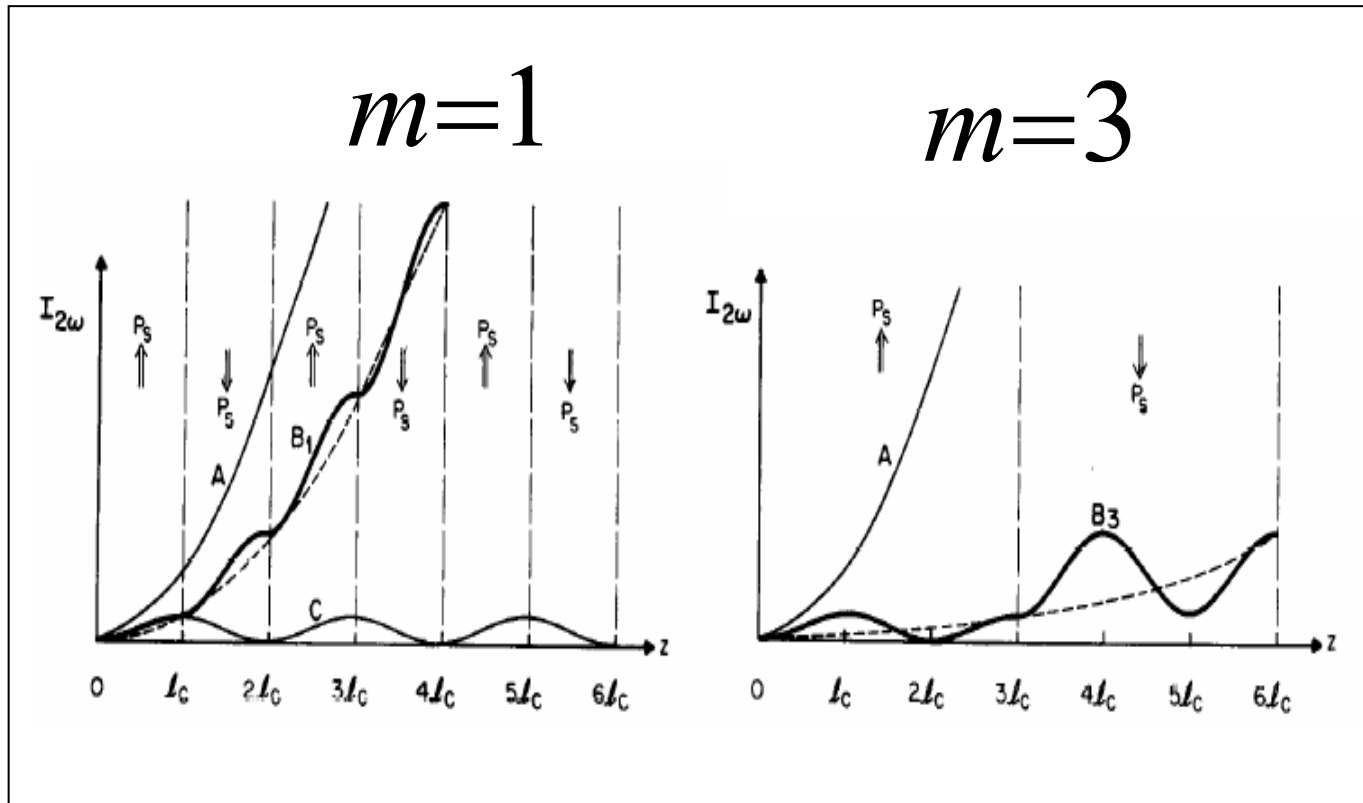 m=1
m=3
I2ω
PS
PS
PS
PS
PS
PS
A
B1
C
z
0 lc 2lc 3lc 4lc 5lc 6lc
I2ω
PS
PS
A
B3
z
0 lc 2lc 3lc 4lc 5lc 6lc